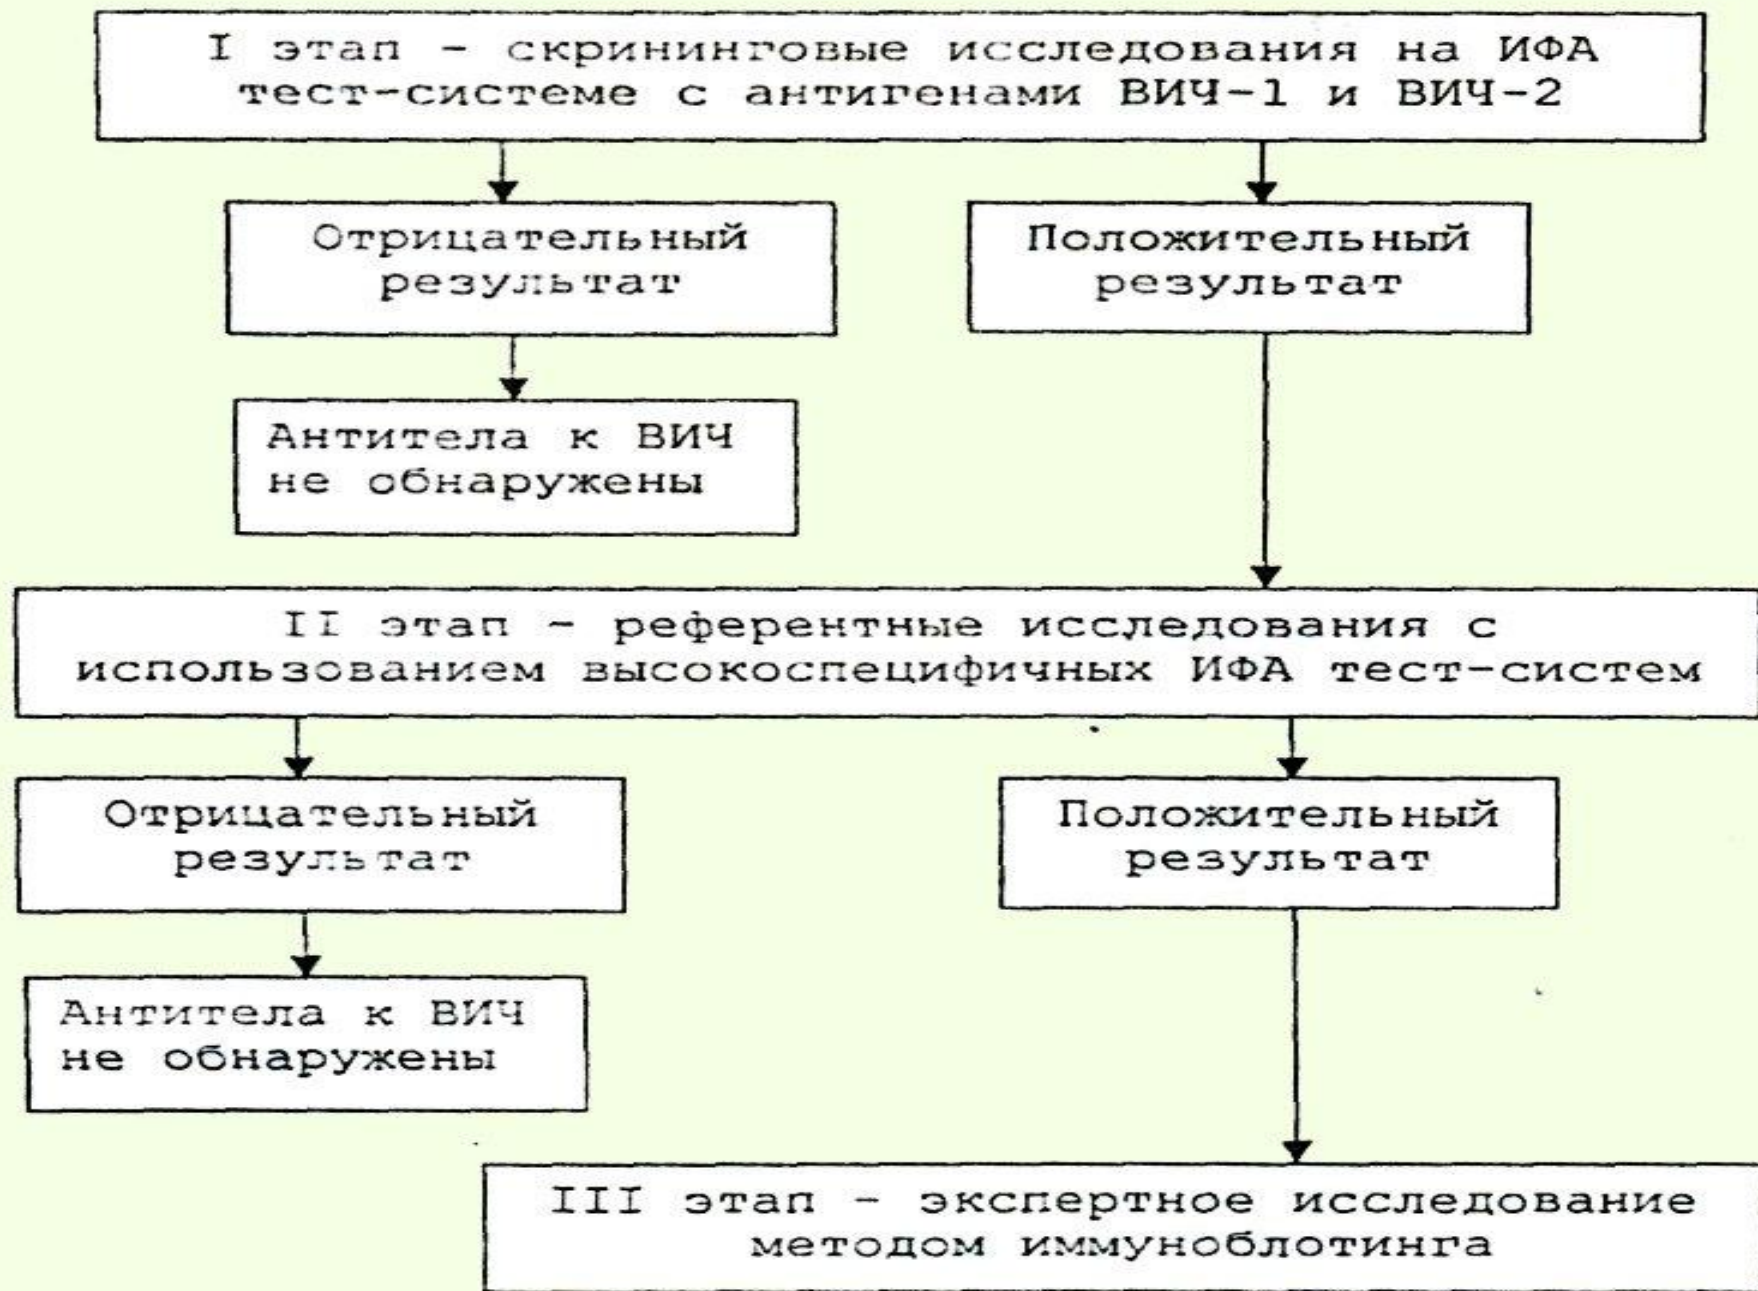 I этап - скрининговые исследования на ИФА
тест-системе с антигенами ВИЧ-1 и ВИЧ-2
Отрицательный
результат
Положительный
результат
Антитела к ВИЧ
не обнаружены
II этап - референтные исследования с
использованием высокоспецифичных ИФА тест-систем
Отрицательный
результат
Положительный
результат
Антитела к ВИЧ
не обнаружены
III этап - экспертное исследование
методом иммуноблотинга